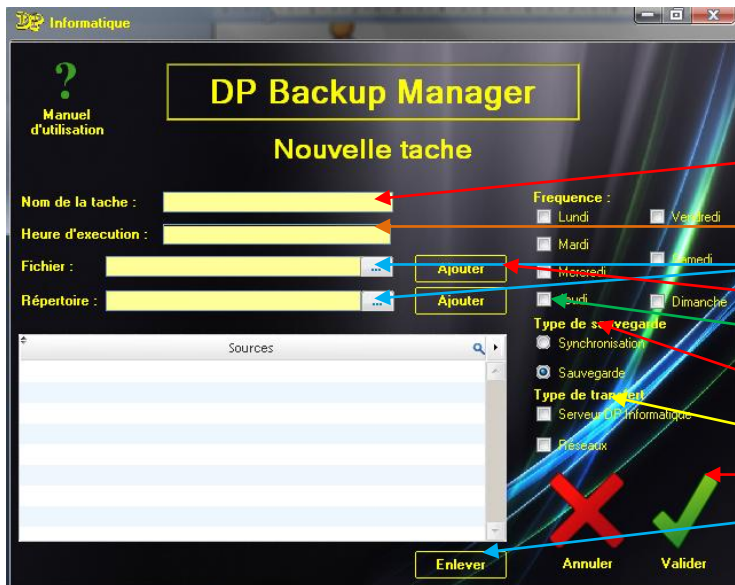 DP Informatique
?
Manuel
d'utilisation
DP Backup Manager
Nouvelle tache
Nom de la tache :
Heure d'execution :
Fichier :
...
Ajouter
Répertoire :
...
Ajouter
Frequence :
Lundi
Vendredi
Mardi
Samedi
Mercredi
Jeudi
Dimanche
Type de sauvegarde
Synchronisation
Sauvegarde
Type de transfert
Serveur DP Informatique
Réseaux
Sources
Enlever
Annuler
Valider